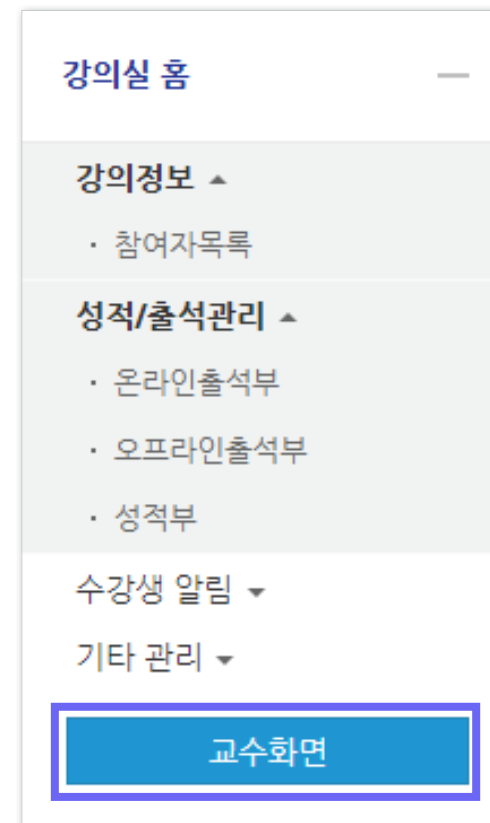 강의실 홈
강의정보
· 참여자목록
성적/출석관리
· 온라인출석부
· 오프라인출석부
· 성적부
수강생 알림
기타 관리
교수화면